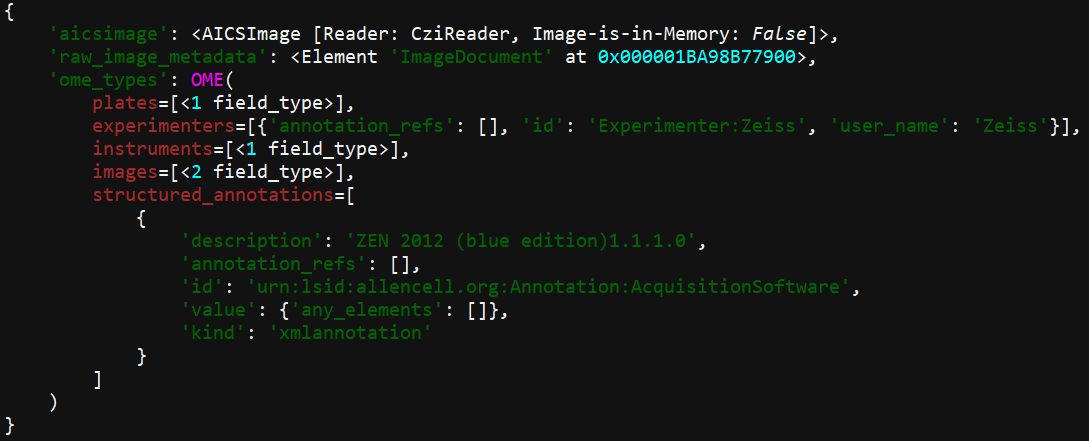 {
    'aicsimage': <AICSImage [Reader: CziReader, Image-is-in-Memory: False]>,
    'raw_image_metadata': <Element 'ImageDocument' at 0x000001BA98B77900>,
    'ome_types': OME(
        plates=[<1 field_type>],
        experimenters=[{'annotation_refs': [], 'id': 'Experimenter:Zeiss', 'user_name': 'Zeiss'}],
        instruments=[<1 field_type>],
        images=[<2 field_type>],
        structured_annotations=[
            {
                'description': 'ZEN 2012 (blue edition)1.1.1.0',
                'annotation_refs': [],
                'id': 'urn:lsid:allencell.org:Annotation:AcquisitionSoftware',
                'value': {'any_elements': []},
                'kind': 'xmlannotation'
            }
        ]
    )
}